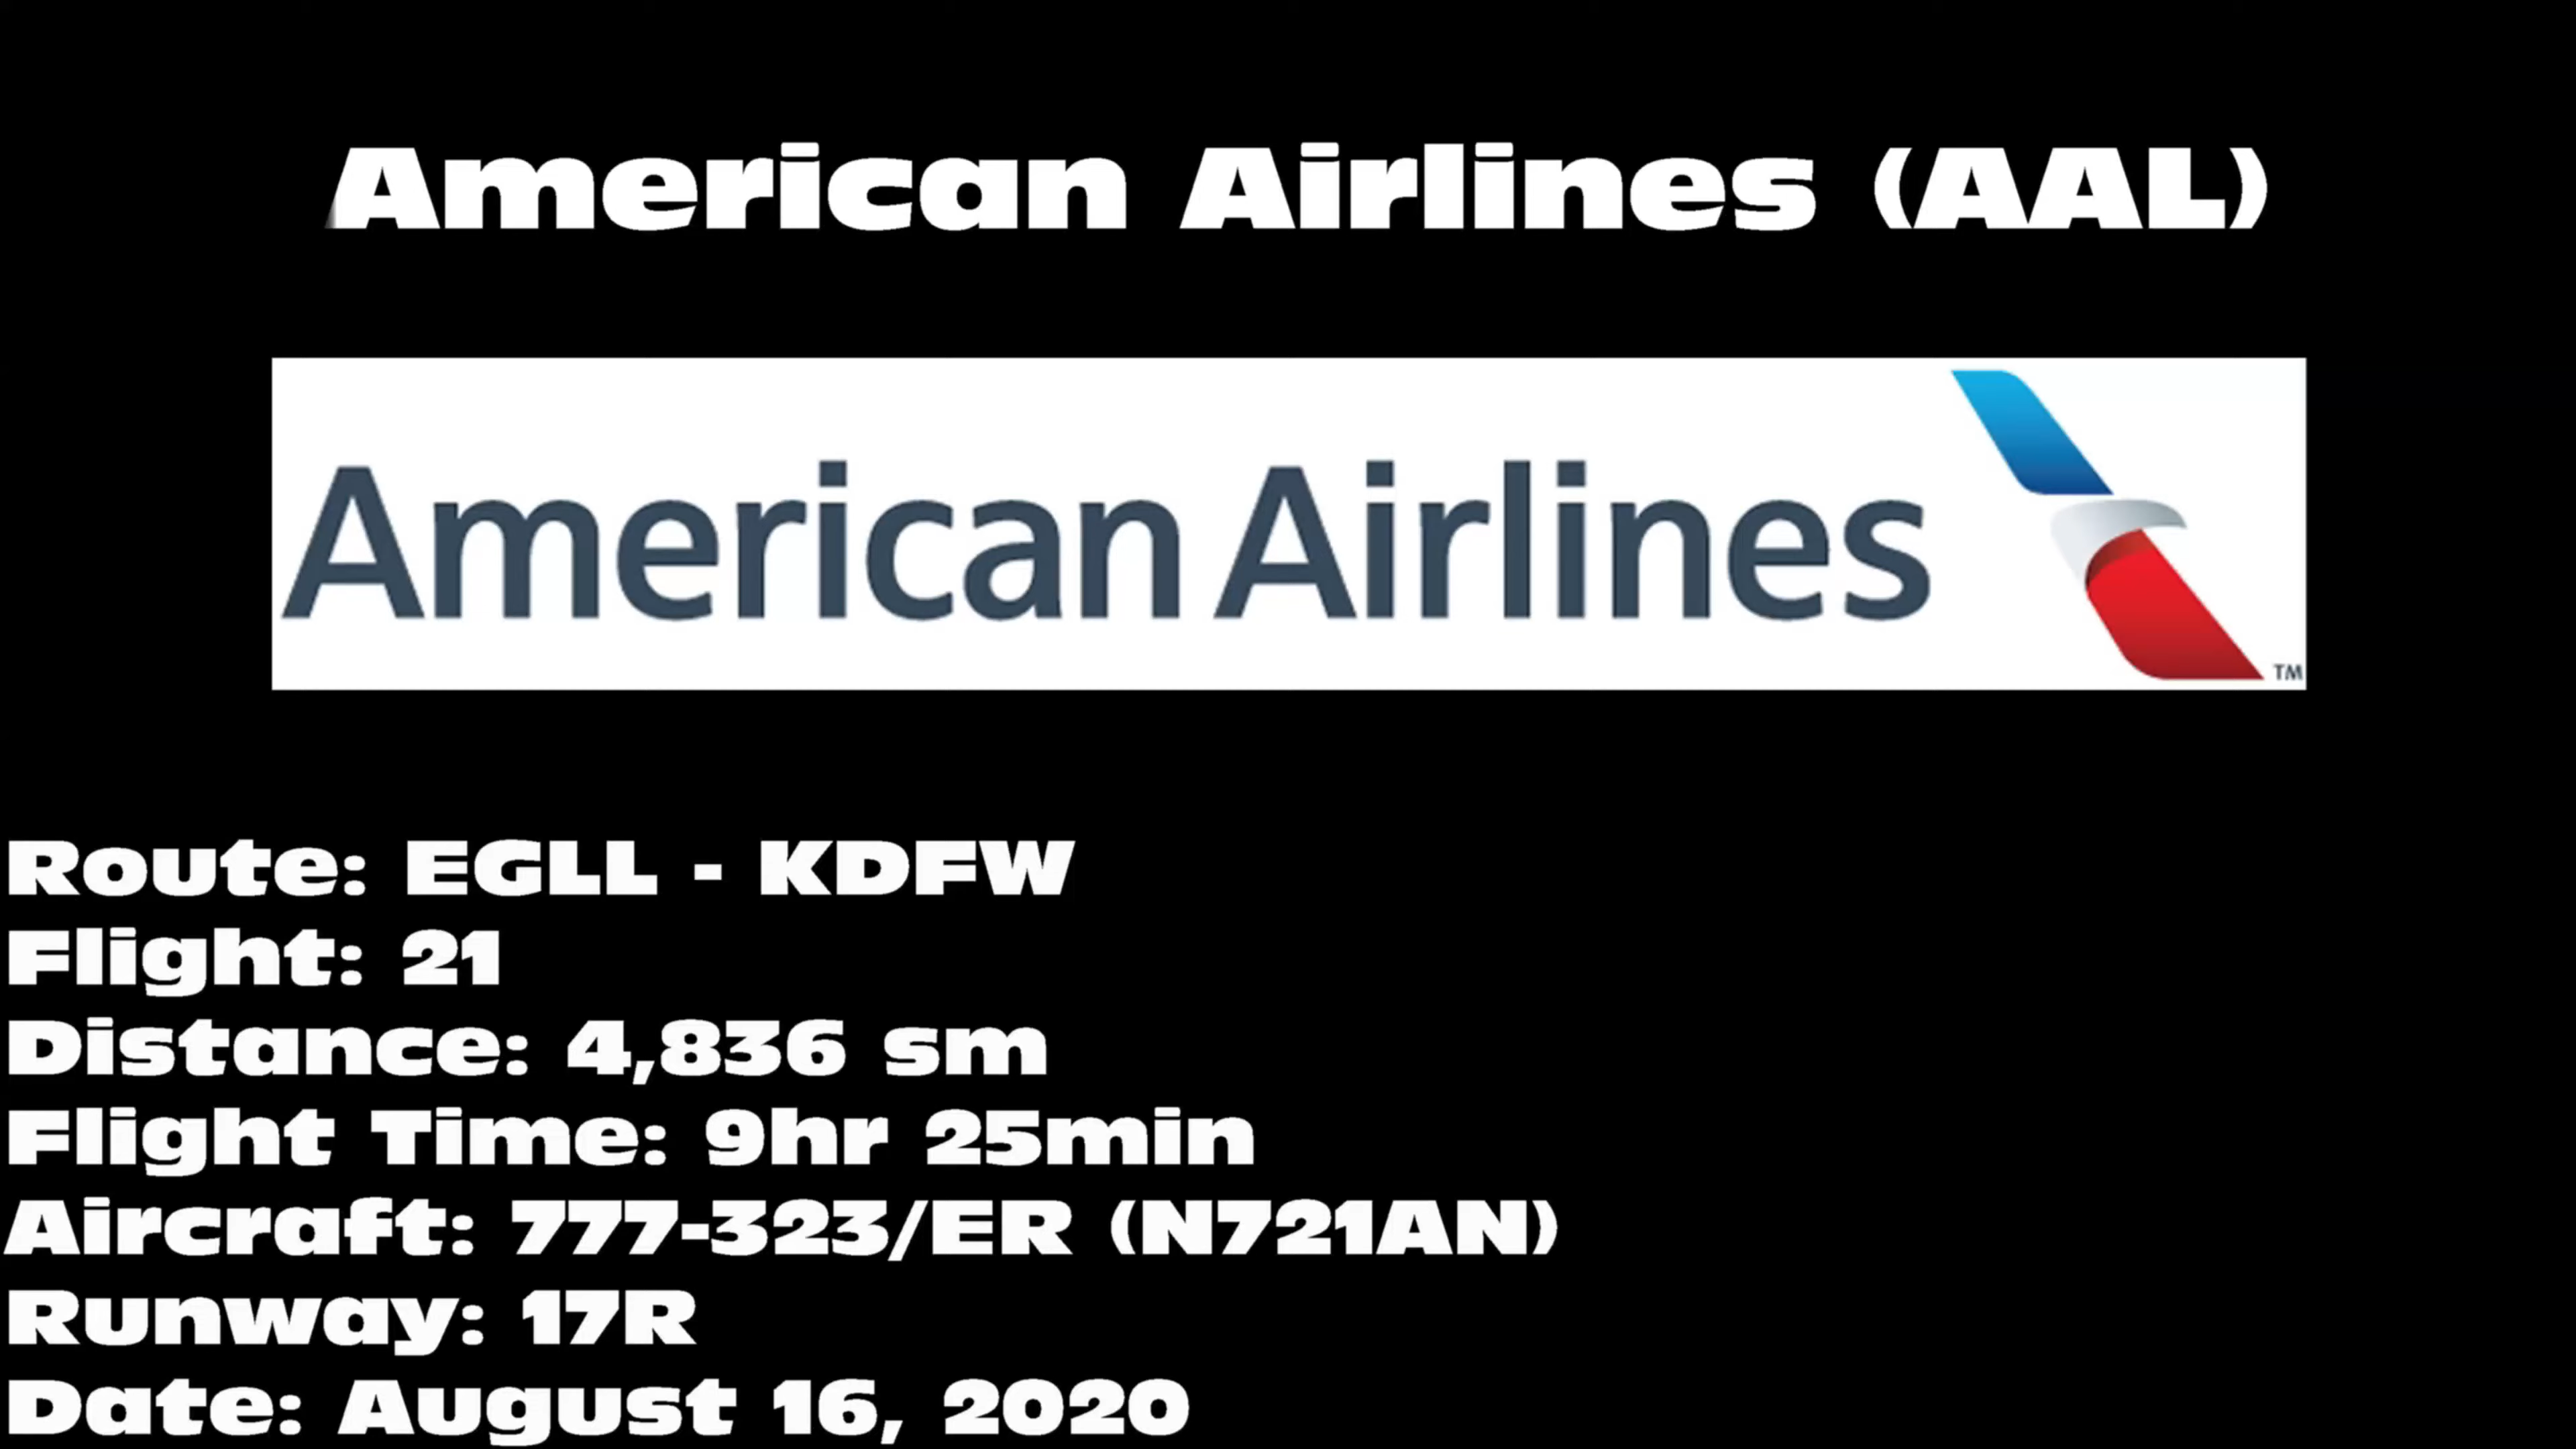 American Airlines (AAL)
American Airlines
TM
Route: EGLL - KDFW
Flight: 21
Distance: 4,836 sm
Flight Time: 9hr 25min
Aircraft: 777-323/ER (N721AN)
Runway: 17R
Date: August 16, 2020